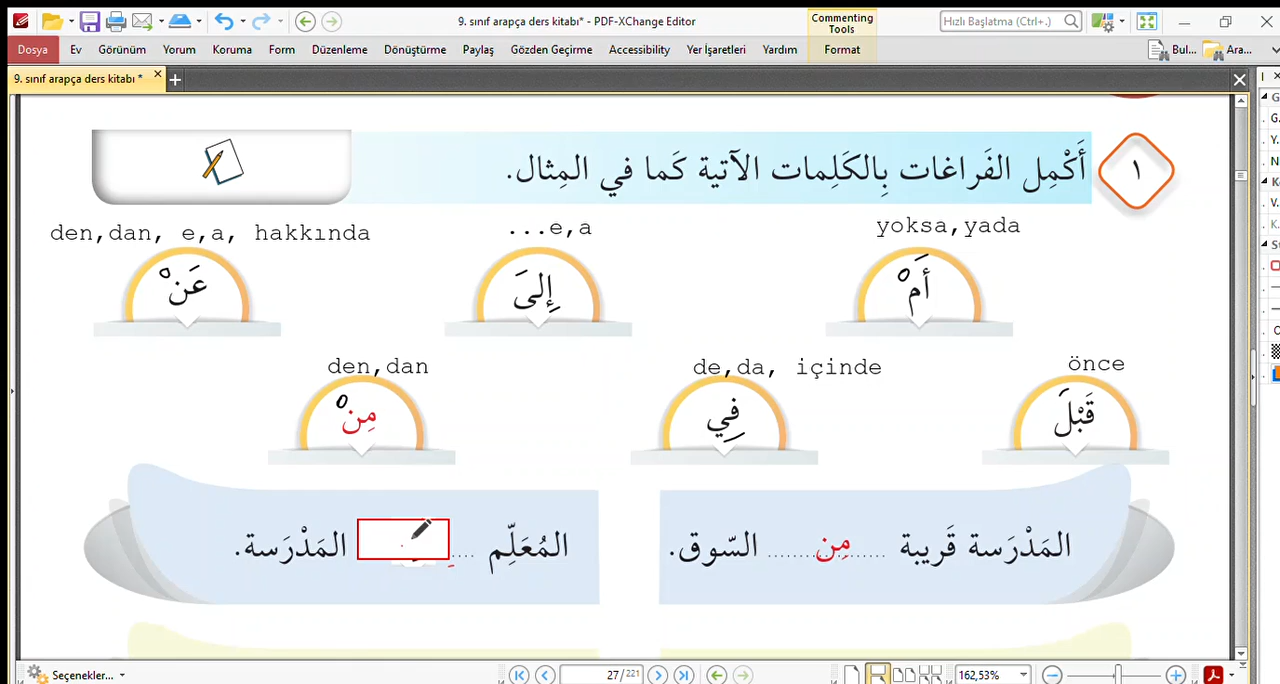 9. sınıf arapça ders kitabı* - PDF-XChange Editor
Commenting Tools
Hızlı Başlatma (Ctrl+.)
Dosya Ev Görünüm Yorum Koruma Form Düzenleme Dönüştürme Paylaş Gözden Geçirme Accessibility Yer İşaretleri Yardım Format Bul... Ara...
9. sınıf arapça ders kitabı *
١ أَكْمِل الفَراغات بِالكَلِمات الآتية كَما في المِثال.
den,dan, e,a, hakkında ...e,a yoksa,yada
عَنْ إِلىَ أَمْ
den,dan de,da, içinde önce
مِنْ فِي قَبْلَ
المَدْرَسة قَريبة ........ مِن ........ السّوق.
المُعَلِّم .... المَدْرَسة.
Seçenekler... 27 / 221 162,53%